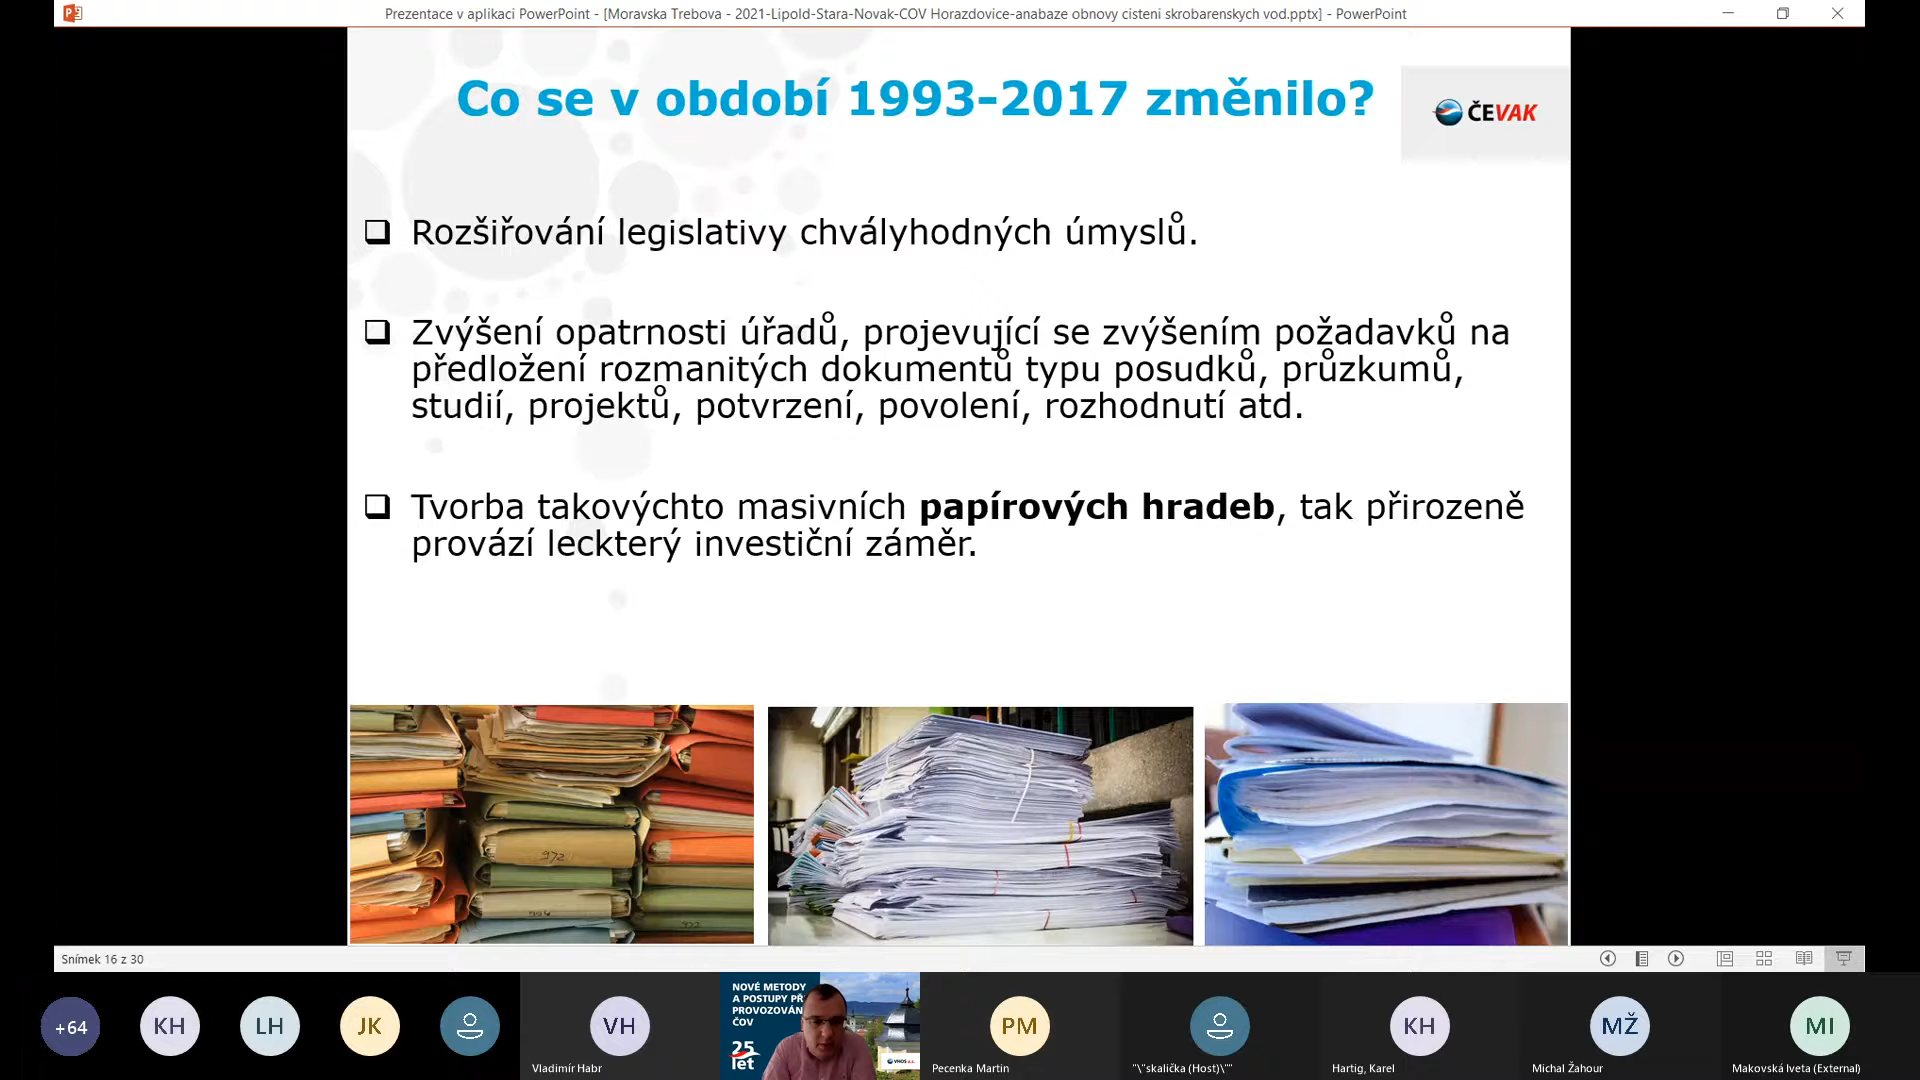 Prezentace v aplikaci PowerPoint - [Moravska Trebova - 2021-Lipold-Stara-Novak-COV Horazdovice-anabaze obnovy cisteni skrobarenskych vod.pptx] - PowerPoint
Co se v období 1993-2017 změnilo?
ČEVAK
Rozšiřování legislativy chvályhodných úmyslů.
Zvýšení opatrnosti úřadů, projevující se zvýšením požadavků na
předložení rozmanitých dokumentů typu posudků, průzkumů,
studií, projektů, potvrzení, povolení, rozhodnutí atd.
Tvorba takovýchto masivních papírových hradeb, tak přirozeně
provází leckterý investiční záměr.
972
Snímek 16 z 30
+64
KH
LH
JK
VH
Vladimír Habr
NOVÉ METODY
A POSTUPY PŘ
PROVOZOVÁN
ČOV
25
let
VHOS
PM
Pecenka Martin
"\"skalička (Host)\""
KH
Hartig, Karel
MŽ
Michal Žahour
MI
Makovská Iveta (External)